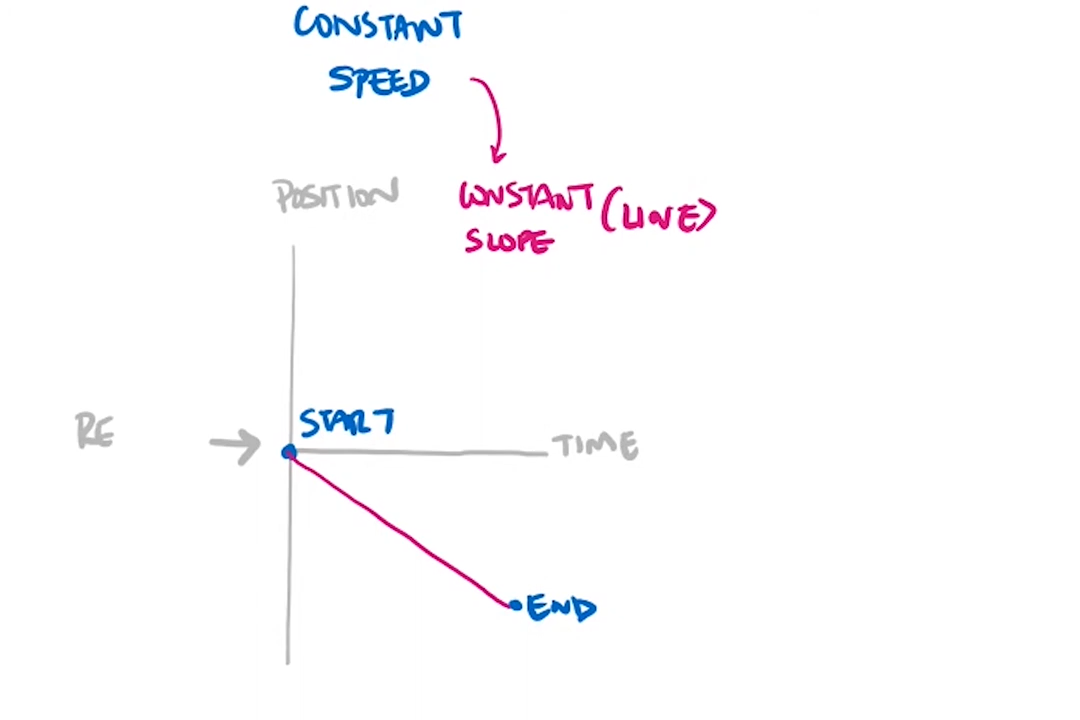 CONSTANT
SPEED
POSITION
CONSTANT (LINE)
SLOPE
RE
START
TIME
END